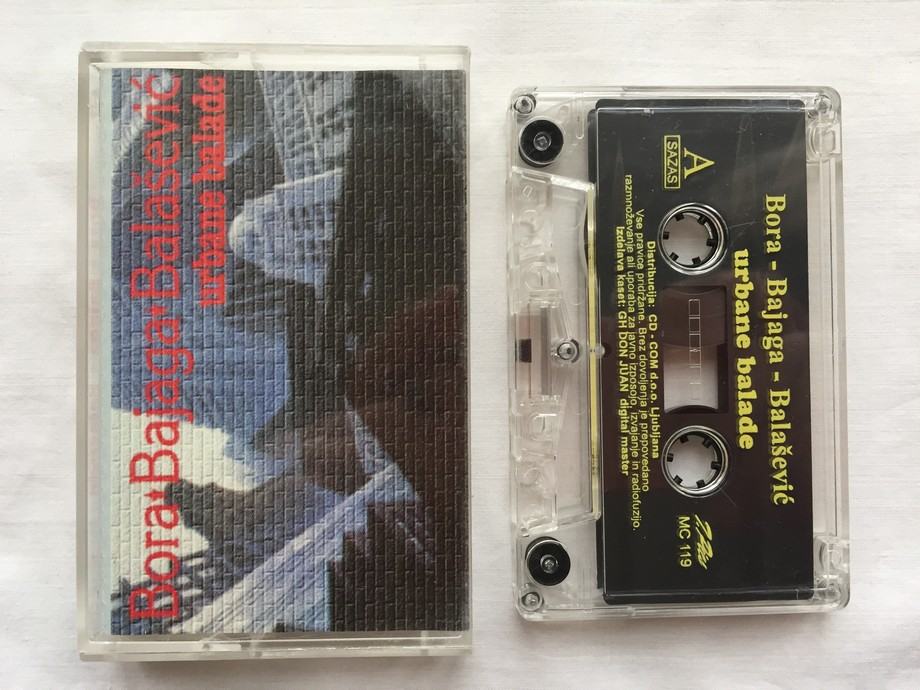 Bora*Bajaga*Balašević
urbane balade
Bora - Bajaga - Balašević
urbane balade
A
SAZAS
Distribucija: CD - COM d.o.o. Ljubljana
Vse pravice pridržane. Brez dovoljenja je prepovedano
razmnoževanje ali uporaba za javno izposojo, izvajanje in radiofuzijo.
Izdelava kaset: GH DON JUAN digital master
MC 119